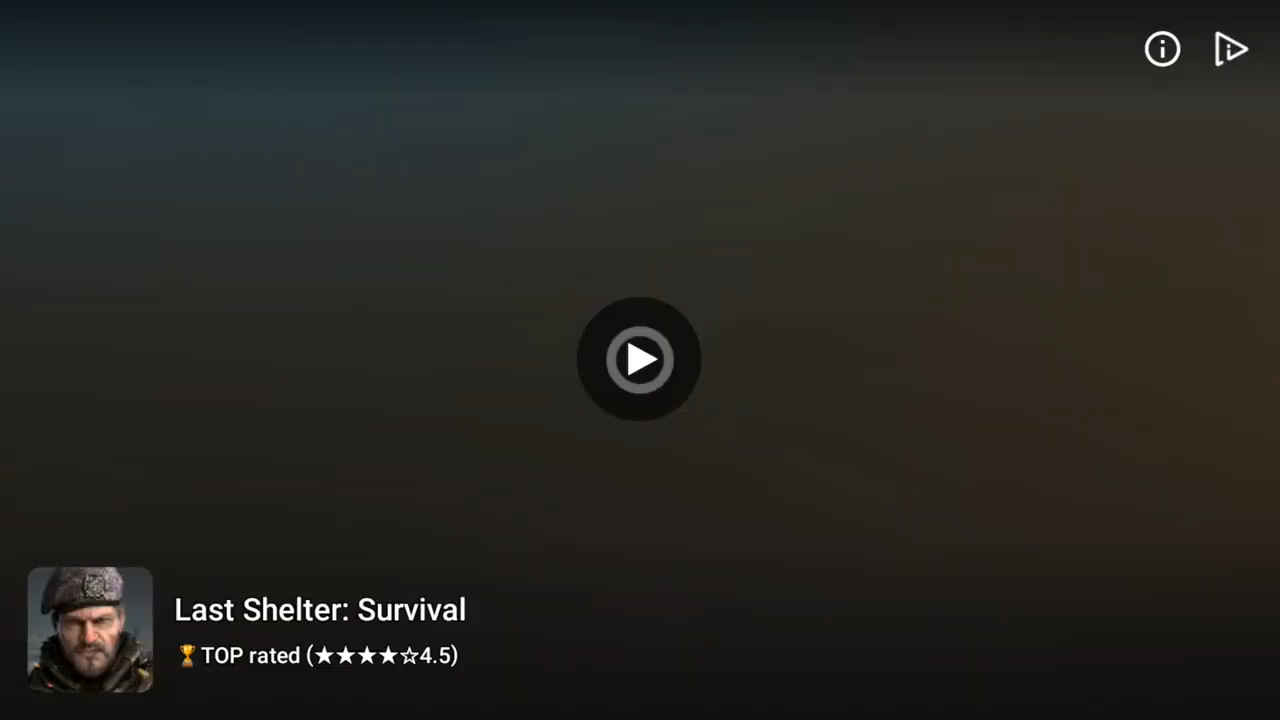 Last Shelter: Survival
🏆TOP rated (★★★★☆4.5)